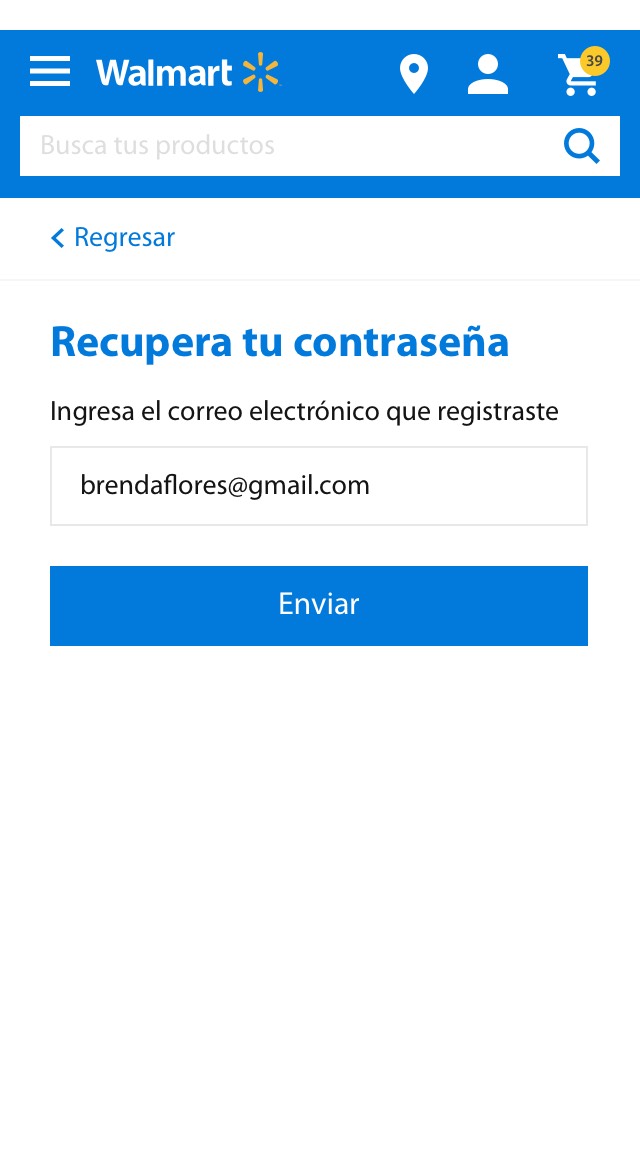 Walmart
39
Busca tus productos
Regresar
Recupera tu contraseña
Ingresa el correo electrónico que registraste
brendaflores@gmail.com
Enviar